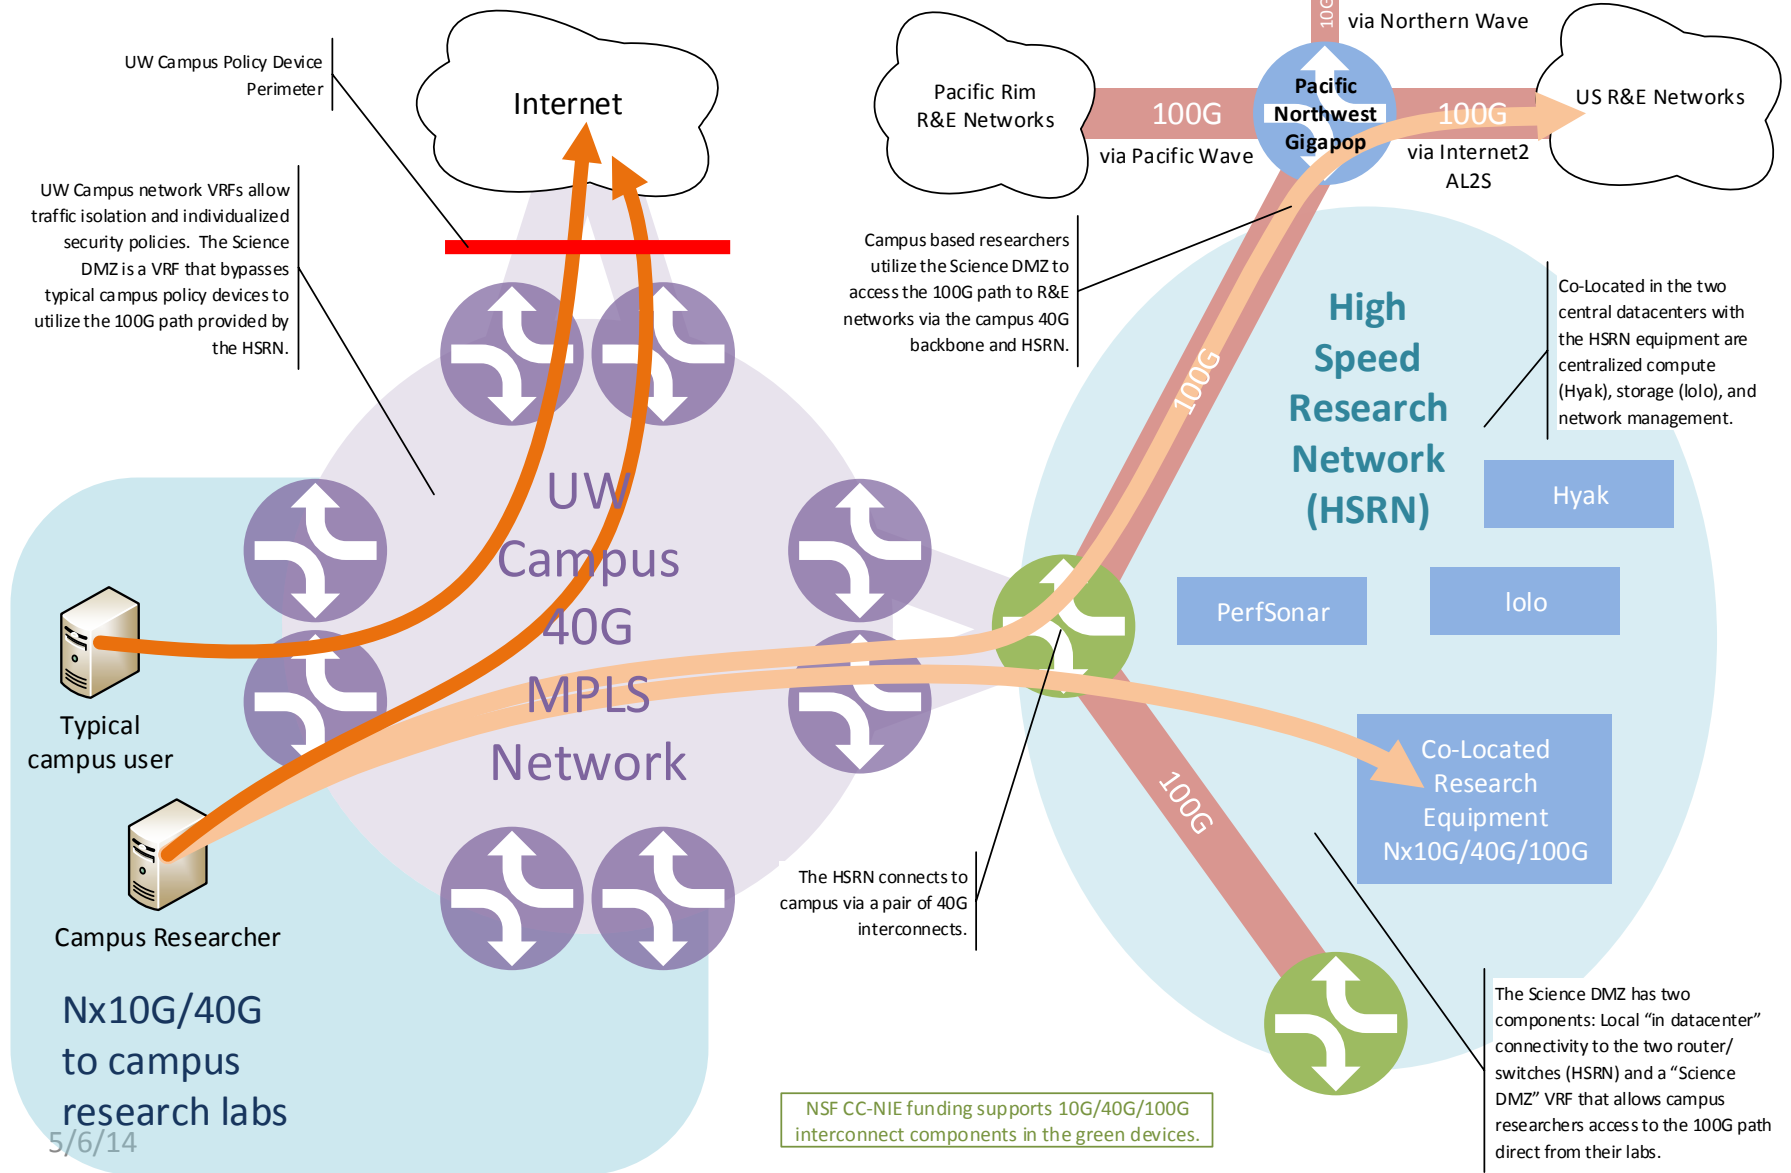 10G
via Northern Wave
UW Campus Policy Device
Perimeter
Internet
Pacific Rim
R&E Networks
100G
via Pacific Wave
Pacific
Northwest
Gigapop
100G
via Internet2
AL2S
US R&E Networks
UW Campus network VRFs allow
traffic isolation and individualized
security policies.  The Science
DMZ is a VRF that bypasses
typical campus policy devices to
utilize the 100G path provided by
the HSRN.
Campus based researchers
utilize the Science DMZ to
access the 100G path to R&E
networks via the campus 40G
backbone and HSRN.
100G
High
Speed
Research
Network
(HSRN)
Co-Located in the two
central datacenters with
the HSRN equipment are
centralized compute
(Hyak), storage (lolo), and
network management.
Hyak
lolo
PerfSonar
UW
Campus
40G
MPLS
Network
Typical
campus user
Campus Researcher
Co-Located
Research
Equipment
Nx10G/40G/100G
100G
The HSRN connects to
campus via a pair of 40G
interconnects.
Nx10G/40G
to campus
research labs
5/6/14
NSF CC-NIE funding supports 10G/40G/100G
interconnect components in the green devices.
The Science DMZ has two
components: Local “in datacenter”
connectivity to the two router/
switches (HSRN) and a “Science
DMZ” VRF that allows campus
researchers access to the 100G path
direct from their labs.